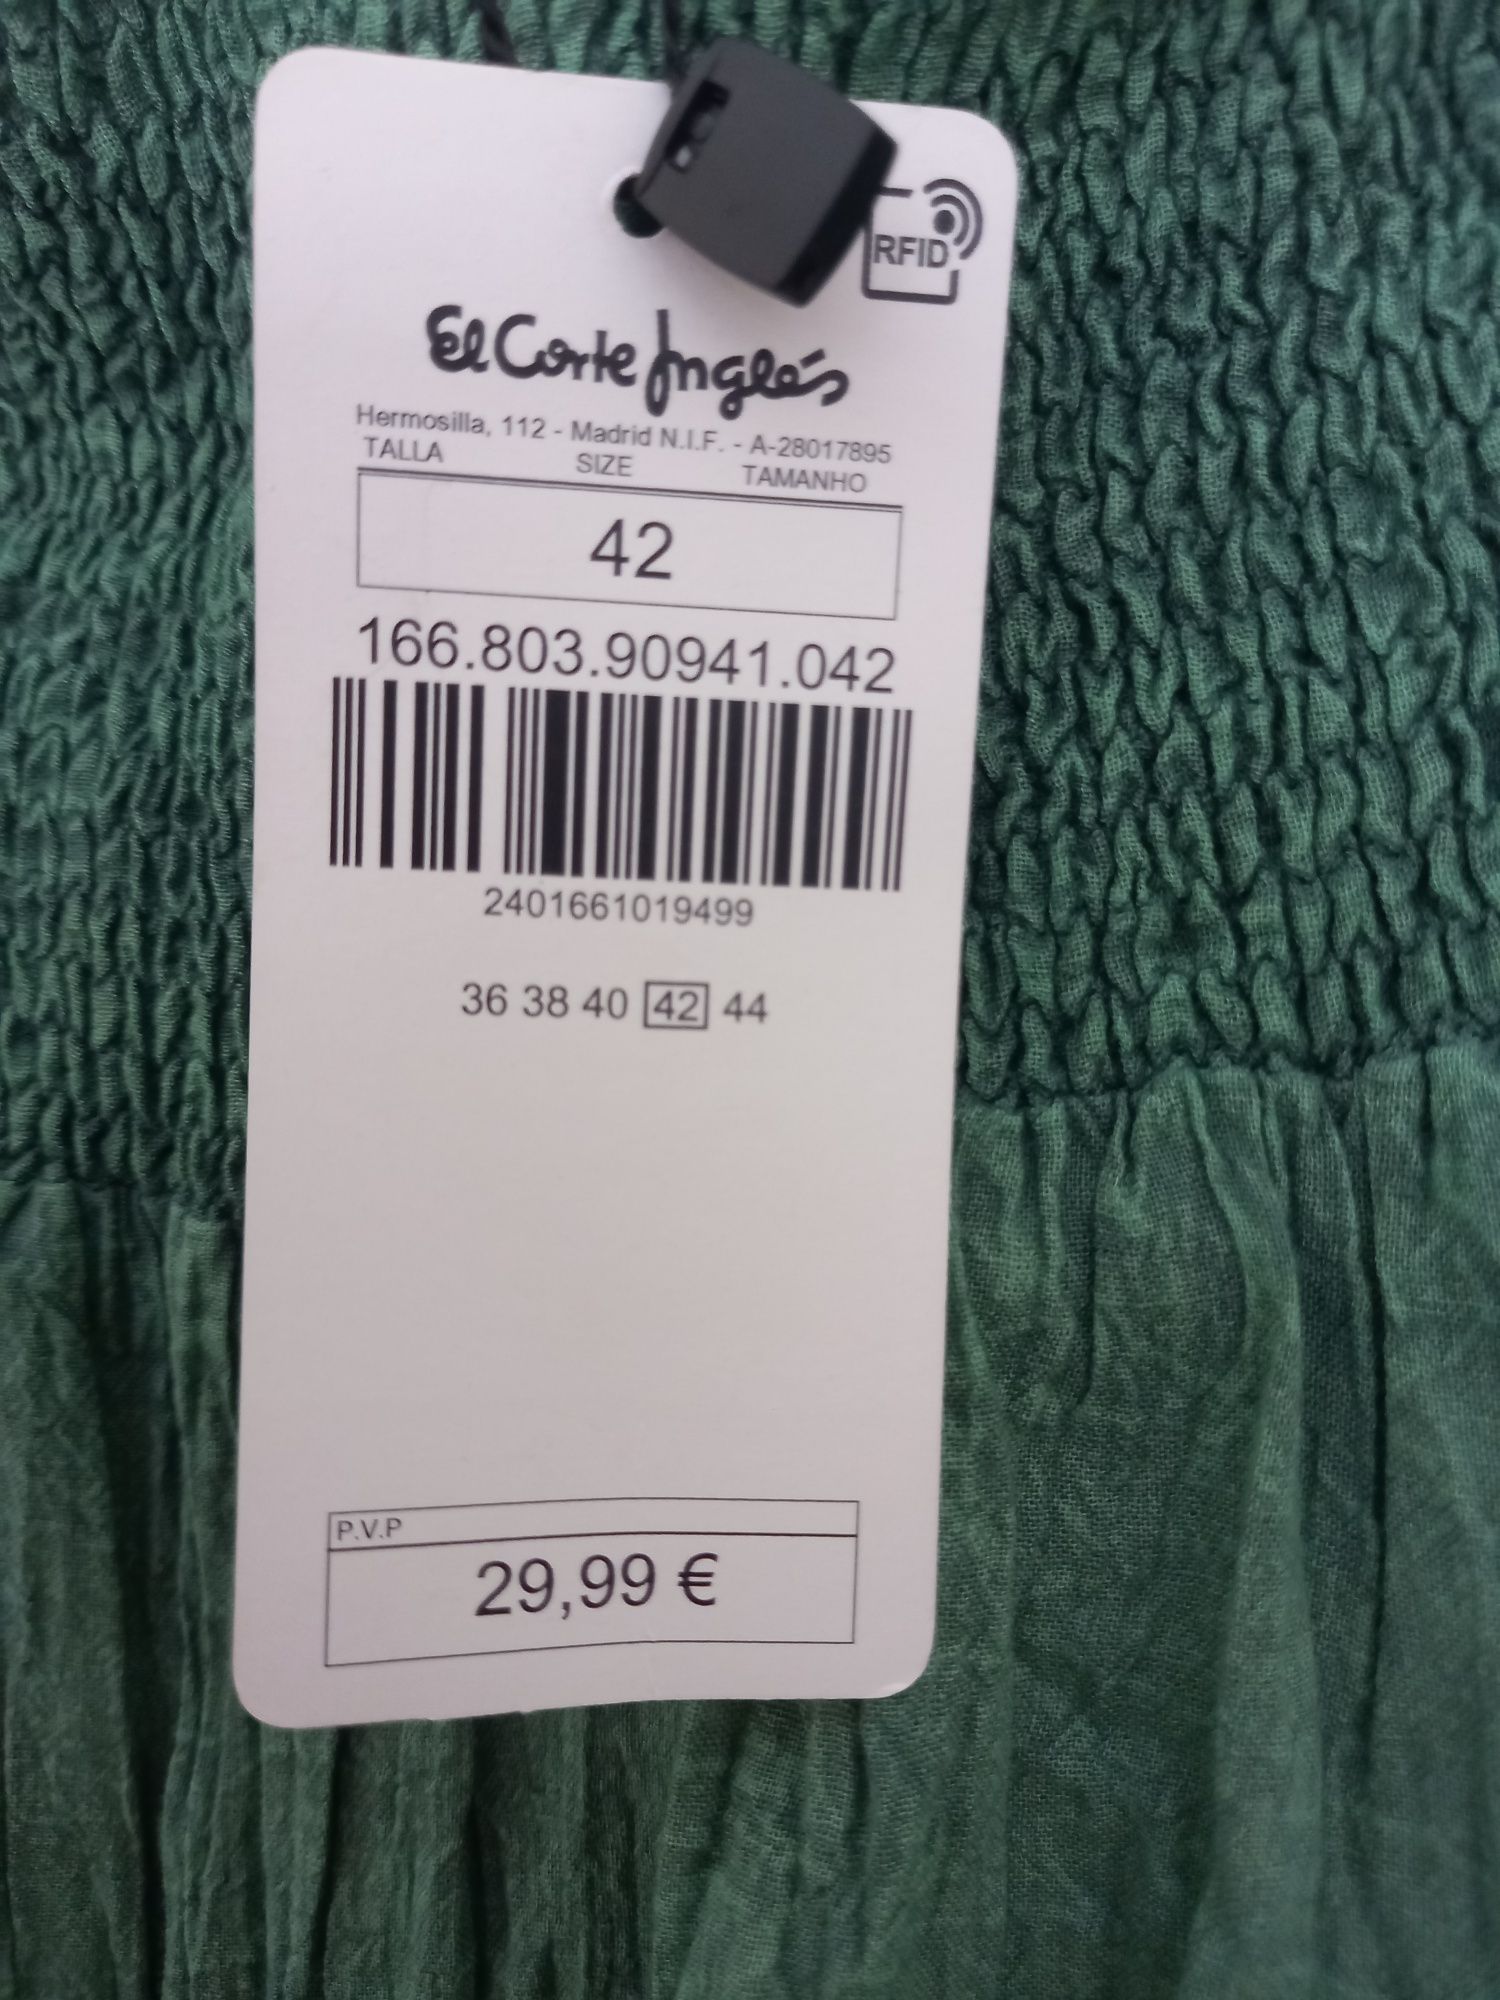 RFID
El Corte Inglés
Hermosilla, 112 - Madrid N.I.F. - A-28017895
TALLA SIZE TAMANHO
42
166.803.90941.042
2401661019499
36 38 40 42 44
P.V.P
29,99 €